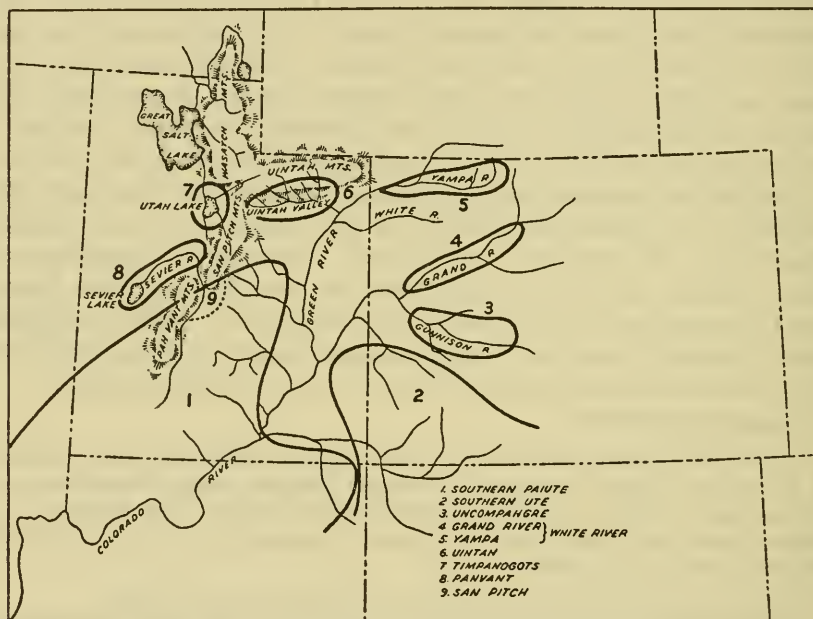 GREAT
SALT
LAKE
WASATCH MTS.
UINTAH MTS.
7
UTAH LAKE
UINTAH VALLEY
6
YAMPA R.
5
WHITE R.
SAN PITCH MTS.
GREEN RIVER
4
GRAND R.
8
SEVIER R.
SEVIER
LAKE
PAH VANT MTS.
9
3
GUNNISON R.
1
2
COLORADO RIVER
1. SOUTHERN PAIUTE
2 SOUTHERN UTE
3. UNCOMPAHGRE
4 GRAND RIVER } WHITE RIVER
5 YAMPA
6 UINTAH
7 TIMPANOGOTS
8 PANVANT
9. SAN PITCH